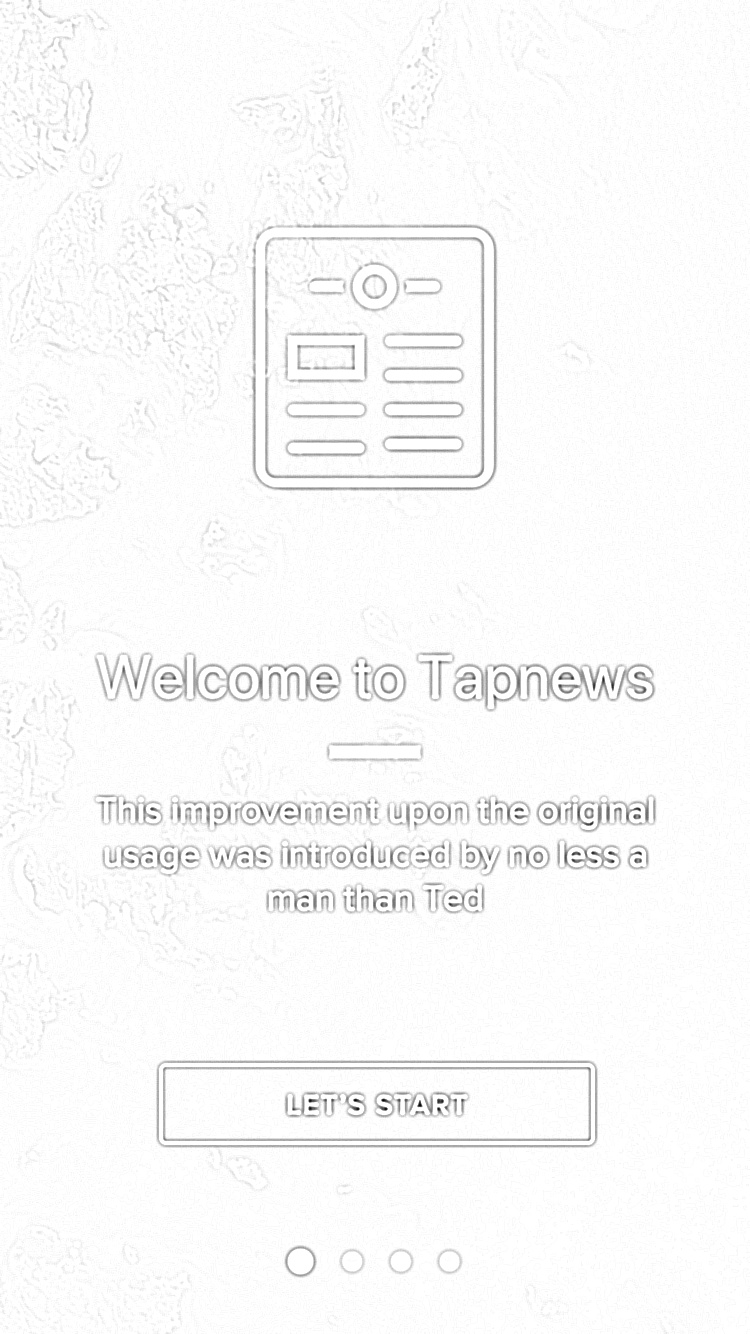 Welcome to Tapnews
This improvement upon the original
usage was introduced by no less a
man than Ted
LET'S START